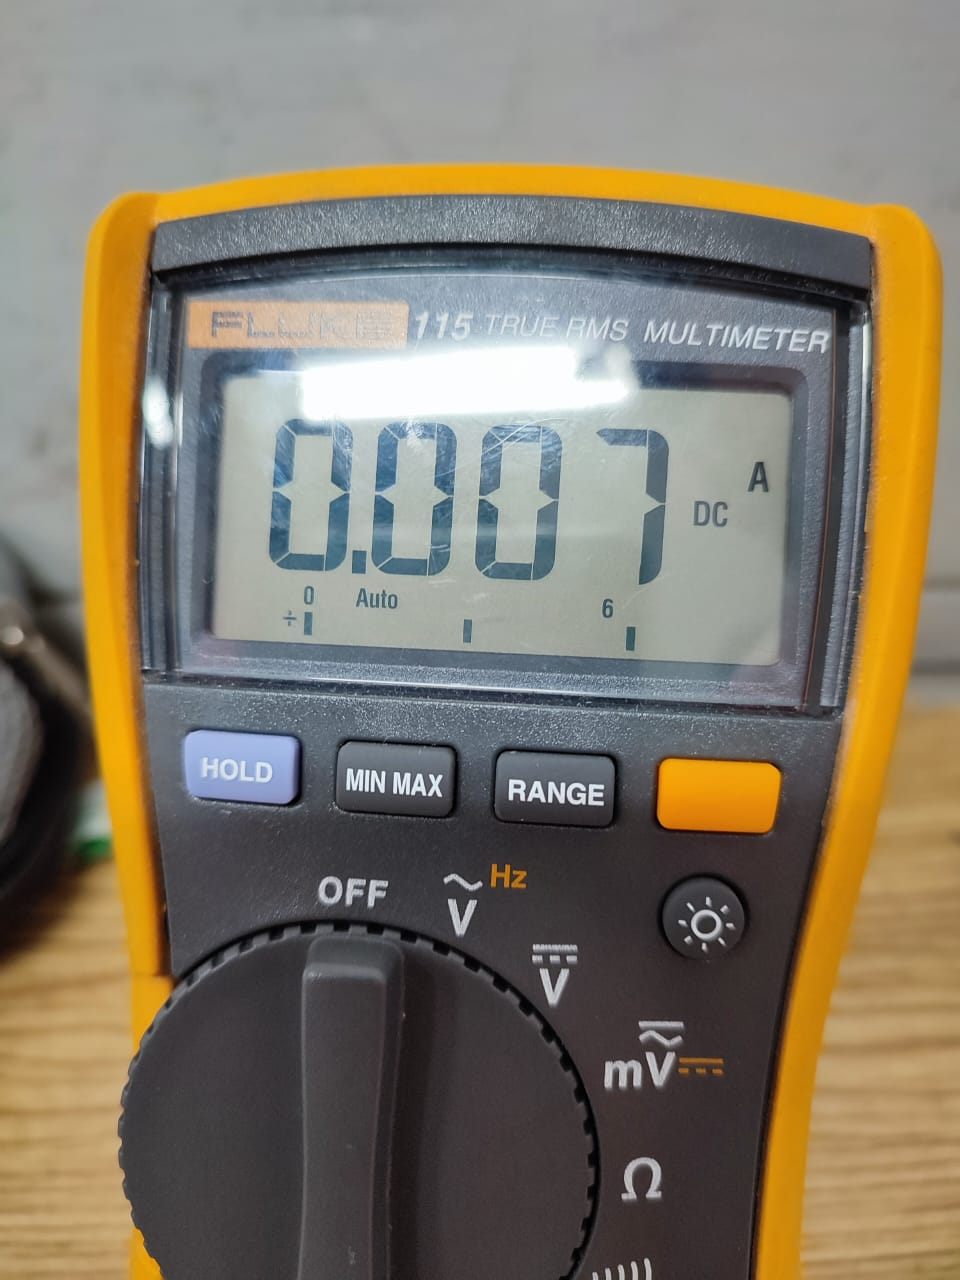 FLUKE 115 TRUE RMS MULTIMETER
0.007 DC A
0 Auto 6
HOLD MIN MAX RANGE
OFF V Hz
V
mV
Ω